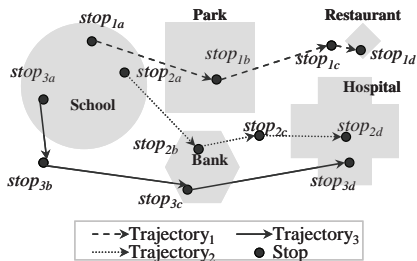 Park
Restaurant
stop1a
stop1b
stop1c
stop1d
stop3a
stop2a
School
Hospital
stop2b
stop2c
stop2d
Bank
stop3b
stop3c
stop3d
Trajectory1
Trajectory3
Trajectory2
Stop